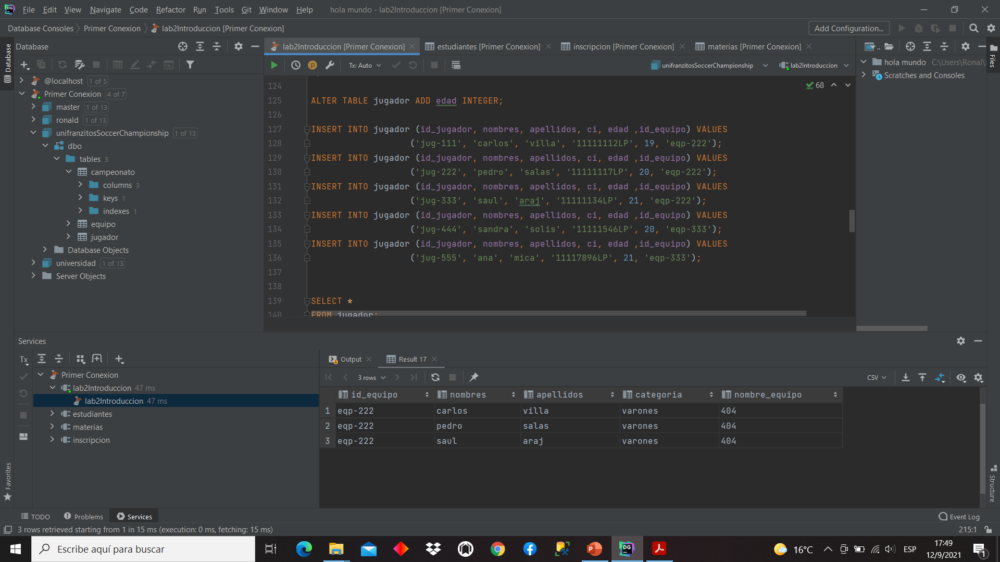 File Edit View Navigate Code Refactor Run Tools Git Window Help hola mundo - lab2Introduccion [Primer Conexion]
Database Consoles Primer Conexion lab2Introduccion [Primer Conexion] Add Configuration...
Database
lab2Introduccion [Primer Conexion] estudiantes [Primer Conexion] inscripcion [Primer Conexion] materias [Primer Conexion]
Tx: Auto unifranzitosSoccerChampionship lab2Introduccion
Database
@localhost 1 of 5
Primer Conexion 4 of 7
master 1 of 13
ronald 1 of 13
unifranzitosSoccerChampionship 1 of 13
dbo
tables 3
campeonato
columns 3
keys 1
indexes 1
equipo
jugador
Database Objects
universidad 1 of 13
Server Objects
68
124
125 ALTER TABLE jugador ADD edad INTEGER;
126
127 INSERT INTO jugador (id_jugador, nombres, apellidos, ci, edad ,id_equipo) VALUES
128 ('jug-111', 'carlos', 'villa', '11111112LP', 19, 'eqp-222');
129 INSERT INTO jugador (id_jugador, nombres, apellidos, ci, edad ,id_equipo) VALUES
130 ('jug-222', 'pedro', 'salas', '11111117LP', 20, 'eqp-222');
131 INSERT INTO jugador (id_jugador, nombres, apellidos, ci, edad ,id_equipo) VALUES
132 ('jug-333', 'saul', 'araj', '11111134LP', 21, 'eqp-222');
133 INSERT INTO jugador (id_jugador, nombres, apellidos, ci, edad ,id_equipo) VALUES
134 ('jug-444', 'sandra', 'solis', '11111546LP', 20, 'eqp-333');
135 INSERT INTO jugador (id_jugador, nombres, apellidos, ci, edad ,id_equipo) VALUES
136 ('jug-555', 'ana', 'mica', '11117896LP', 21, 'eqp-333');
137
138
139 SELECT *
140 FROM jugador;
hola mundo C:\Users\Ronal\
Scratches and Consoles
Files
Services
Tx
Primer Conexion
lab2Introduccion 47 ms
lab2Introduccion 47 ms
estudiantes
materias
inscripcion
Output Result 17
3 rows CSV
id_equipo nombres apellidos categoria nombre_equipo
1 eqp-222 carlos villa varones 404
2 eqp-222 pedro salas varones 404
3 eqp-222 saul araj varones 404
Favorites
Structure
TODO Problems Services Event Log
3 rows retrieved starting from 1 in 15 ms (execution: 0 ms, fetching: 15 ms) 215:1
Escribe aquí para buscar
16°C ESP
17:49
12/9/2021
1